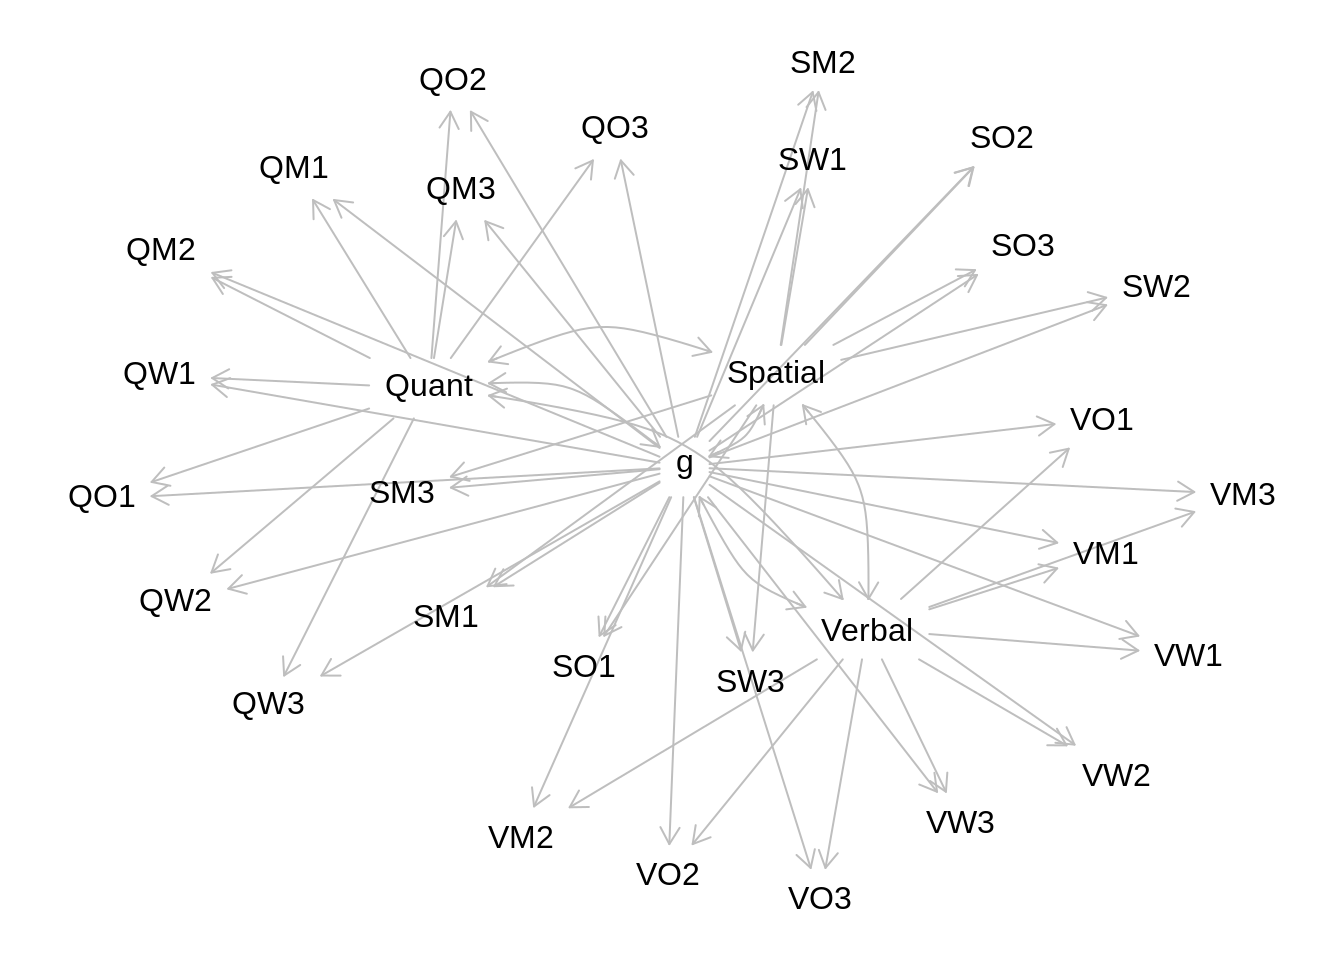 SM2
QO2
QO3
SO2
SW1
QM1
QM3
SO3
QM2
SW2
Spatial
QW1
Quant
VO1
g
SM3
VM3
QO1
VM1
QW2
SM1
Verbal
VW1
SO1
SW3
QW3
VW2
VW3
VM2
VO2
VO3